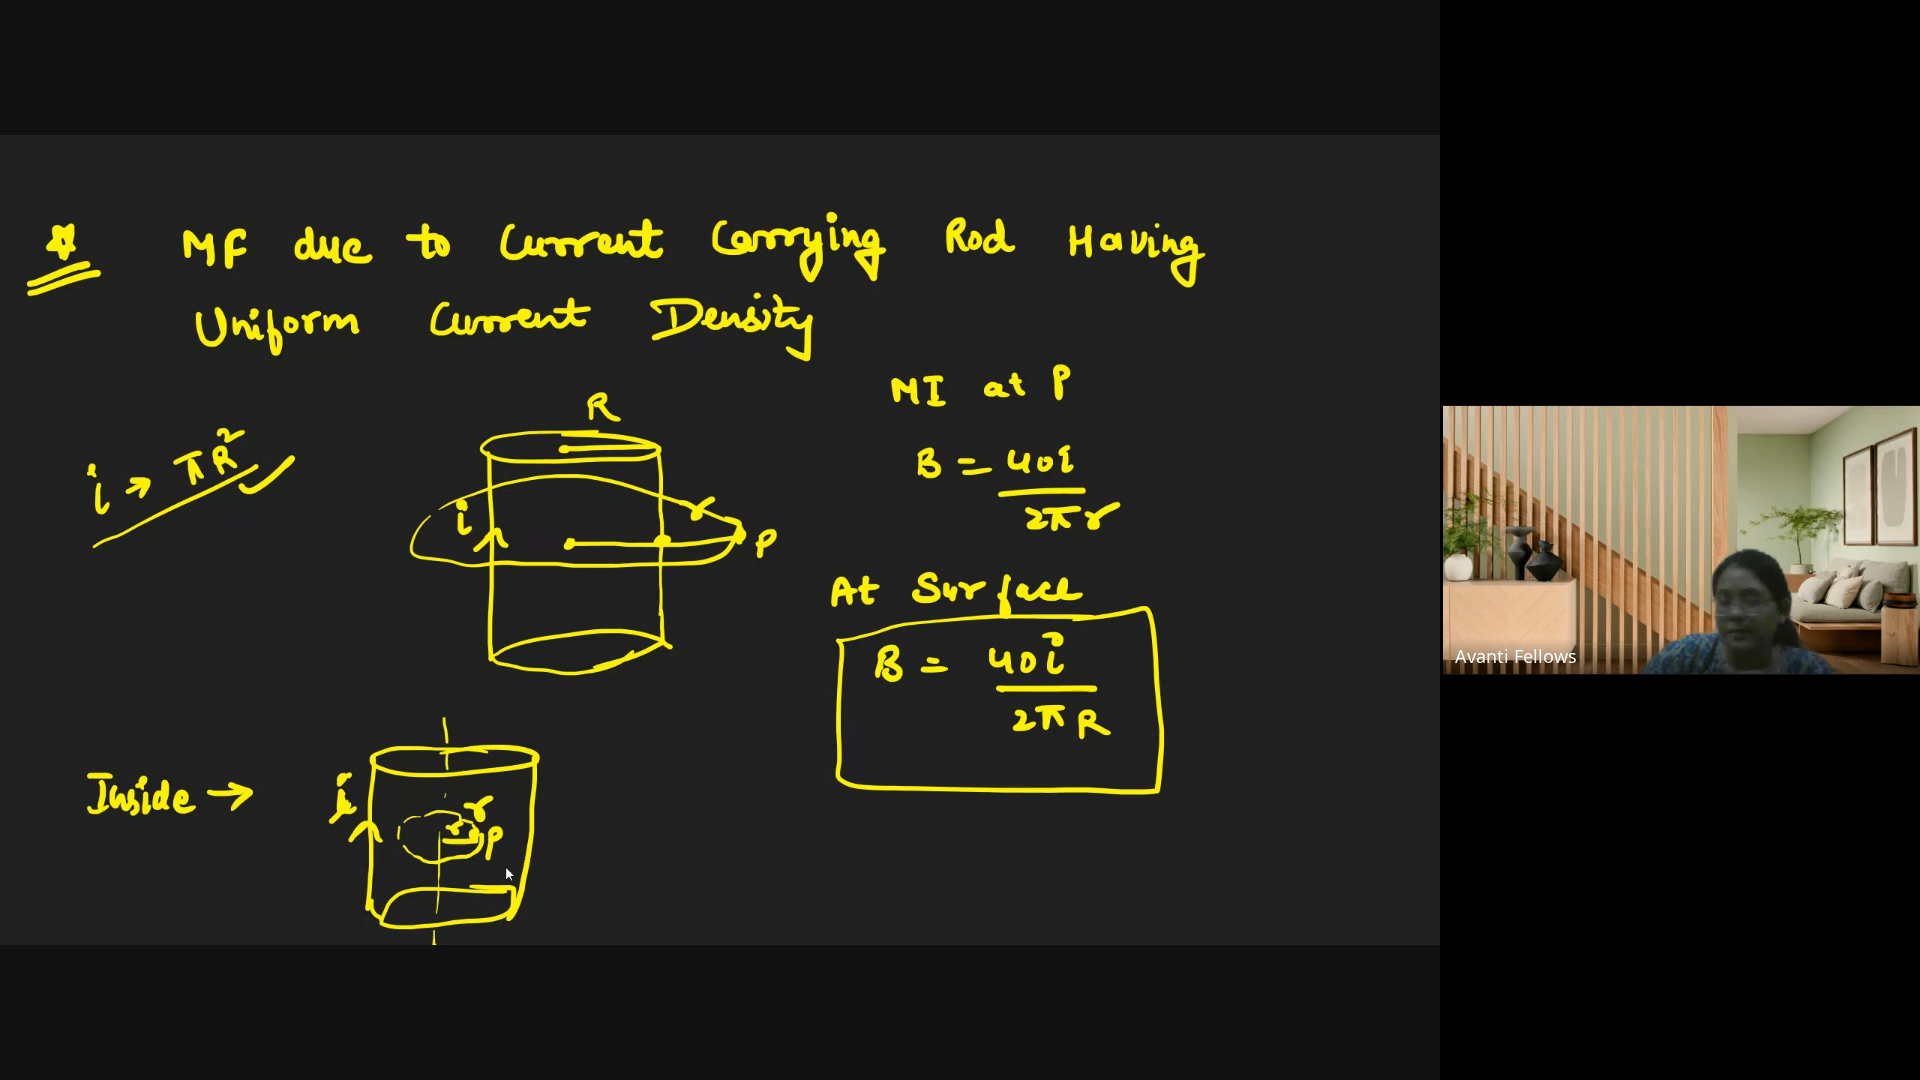 ☆ MF due to Current Carrying Rod Having
Uniform Current Density
R
i → πR²
i
r
P
MI at P
B = μ0i
2πr
At Surface
B = μ0i
2πR
Inside →
i
r
P
Avanti Fellows